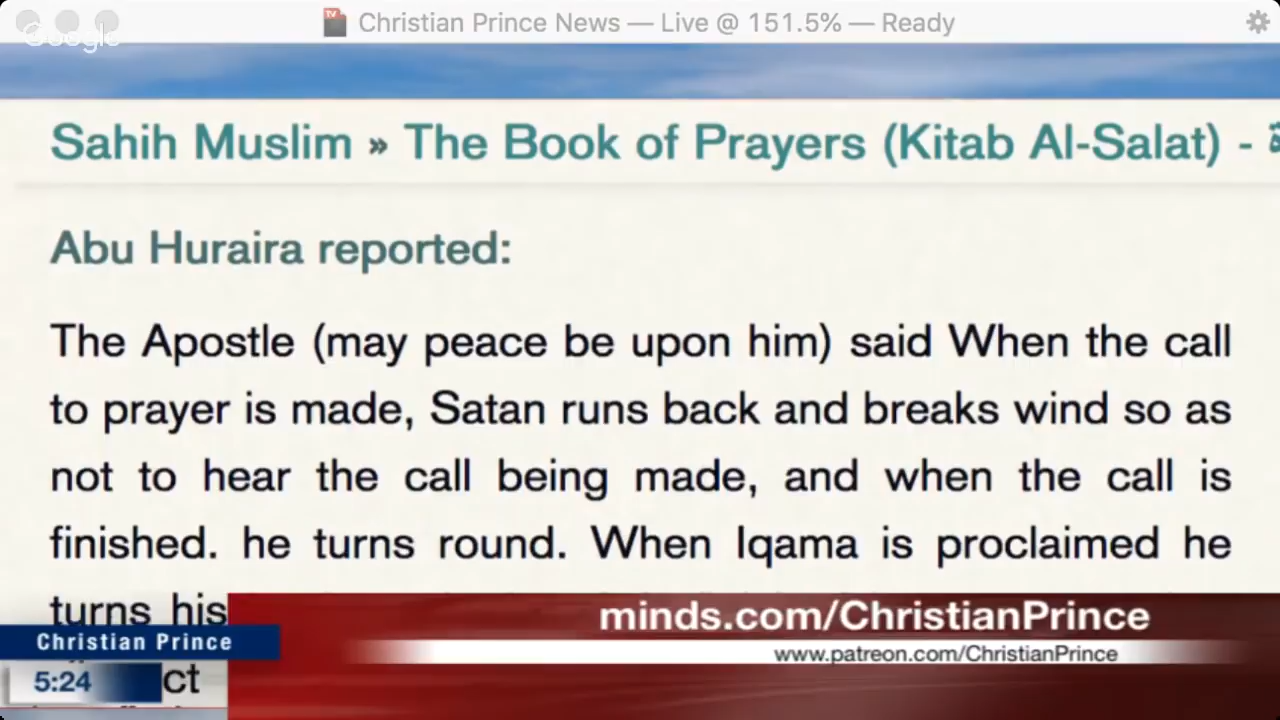 Christian Prince News — Live @ 151.5% — Ready
Google
Sahih Muslim » The Book of Prayers (Kitab Al-Salat) -
Abu Huraira reported:
The Apostle (may peace be upon him) said When the call
to prayer is made, Satan runs back and breaks wind so as
not to hear the call being made, and when the call is
finished. he turns round. When Iqama is proclaimed he
turns his
minds.com/ChristianPrince
Christian Prince
www.patreon.com/ChristianPrince
5:24
ct